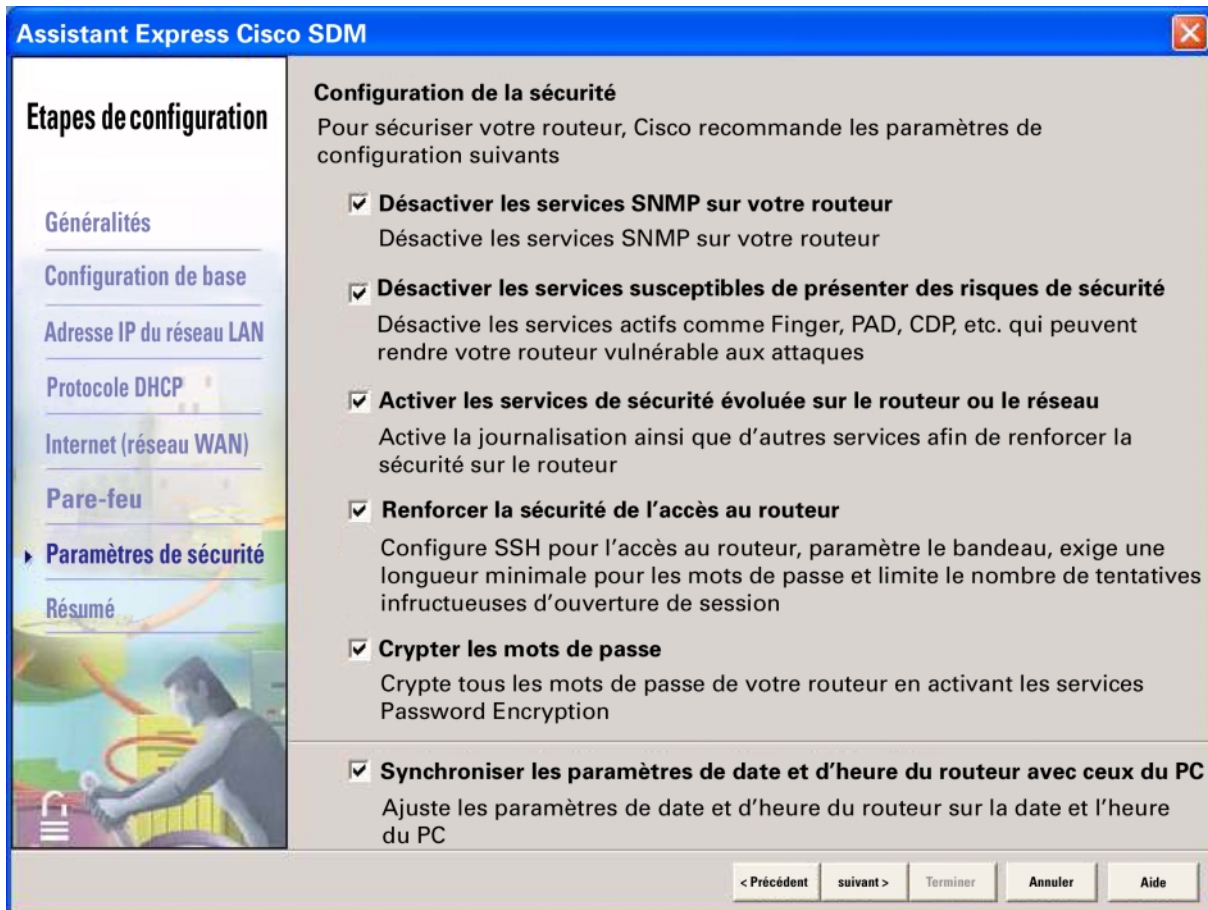 Assistant Express Cisco SDM
Etapes de configuration
Généralités
Configuration de base
Adresse IP du réseau LAN
Protocole DHCP
Internet (réseau WAN)
Pare-feu
Paramètres de sécurité
Résumé
Configuration de la sécurité
Pour sécuriser votre routeur, Cisco recommande les paramètres de
configuration suivants
Désactiver les services SNMP sur votre routeur
Désactive les services SNMP sur votre routeur
Désactiver les services susceptibles de présenter des risques de sécurité
Désactive les services actifs comme Finger, PAD, CDP, etc. qui peuvent
rendre votre routeur vulnérable aux attaques
Activer les services de sécurité évoluée sur le routeur ou le réseau
Active la journalisation ainsi que d'autres services afin de renforcer la
sécurité sur le routeur
Renforcer la sécurité de l'accès au routeur
Configure SSH pour l'accès au routeur, paramètre le bandeau, exige une
longueur minimale pour les mots de passe et limite le nombre de tentatives
infructueuses d'ouverture de session
Crypter les mots de passe
Crypte tous les mots de passe de votre routeur en activant les services
Password Encryption
Synchroniser les paramètres de date et d'heure du routeur avec ceux du PC
Ajuste les paramètres de date et d'heure du routeur sur la date et l'heure
du PC
< Précédent suivant > Terminer Annuler Aide